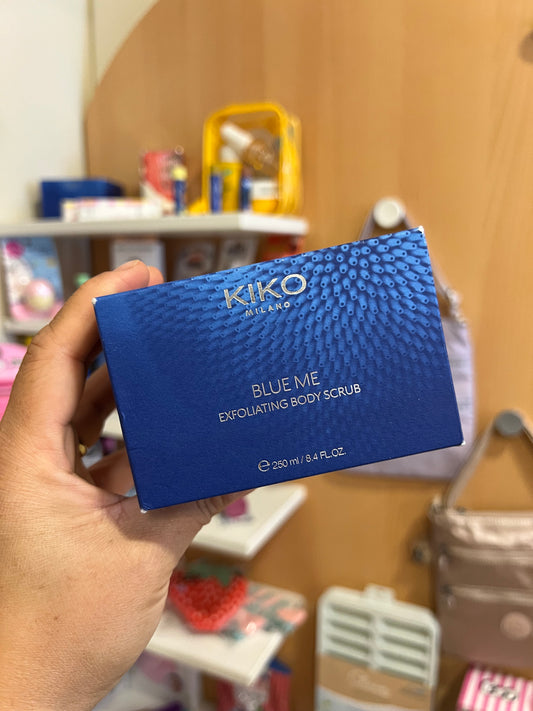 KIKO
MILANO
BLUE ME
EXFOLIATING BODY SCRUB
℮ 250 ml / 8.4 FL.OZ.